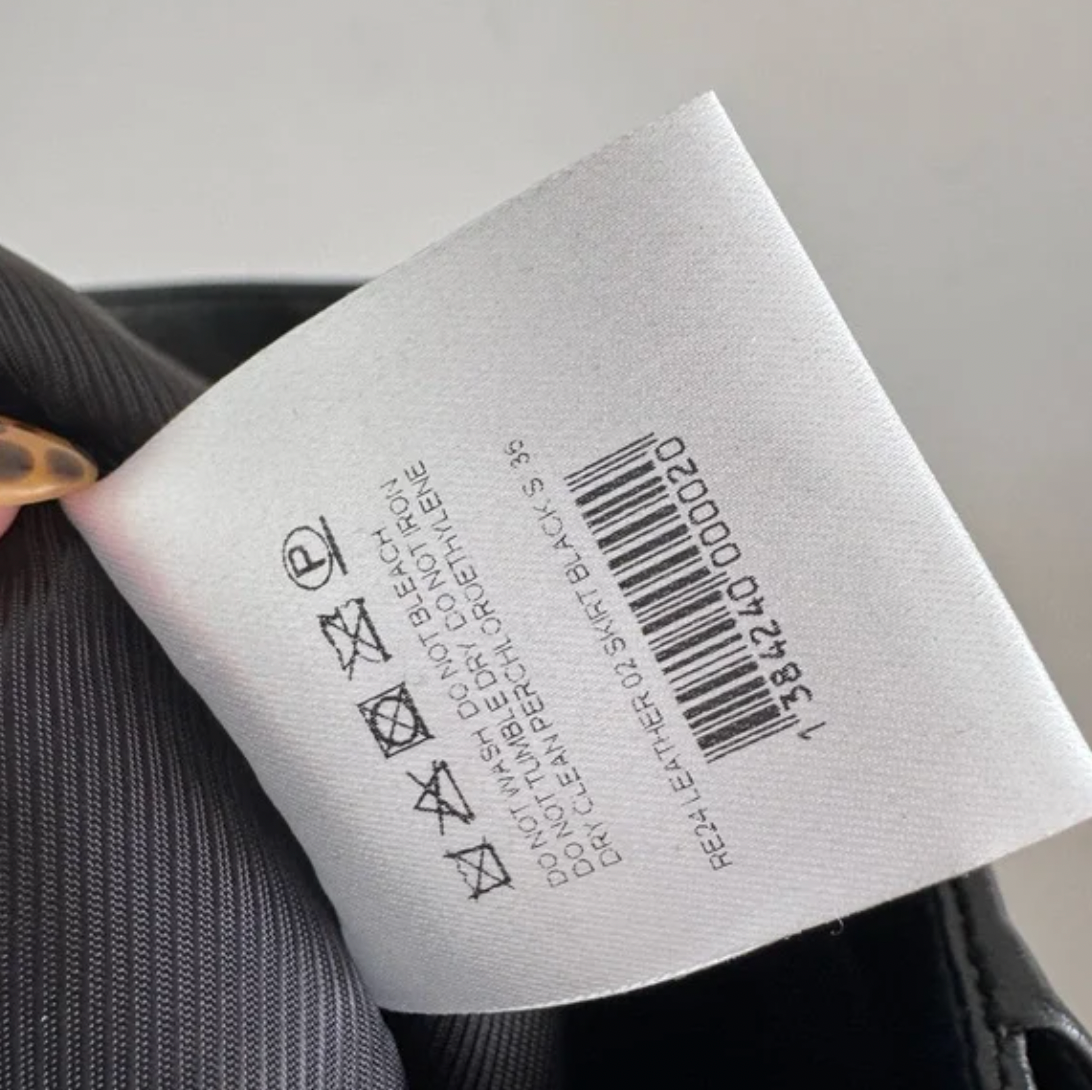 P
DO NOT WASH DO NOT BLEACH
DO NOT TUMBLE DRY DO NOT IRON
DRY CLEAN PERCHLOROETHYLENE
RE24 LEATHER 02 SKIRT BLACK S 35
1 384240 000020